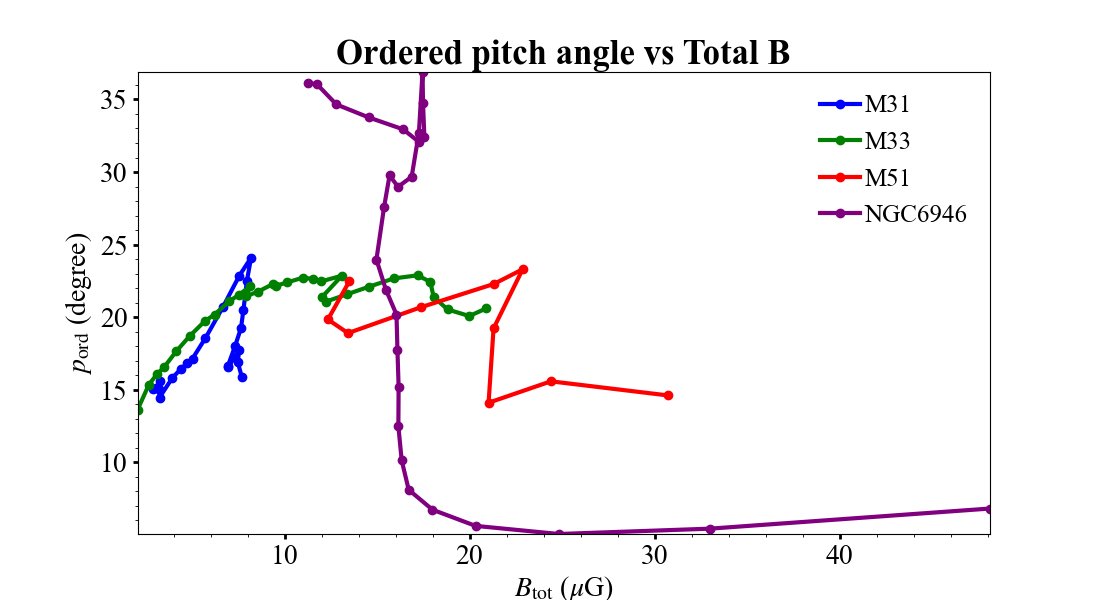 Ordered pitch angle vs Total B
M31
M33
M51
NGC6946
p_ord (degree)
35
30
25
20
15
10
10 20 30 40
B_tot (μG)